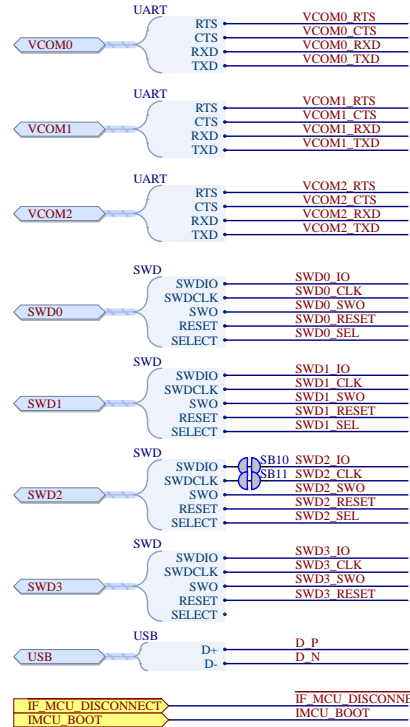 UART
VCOM0
RTS VCOM0_RTS
CTS VCOM0_CTS
RXD VCOM0_RXD
TXD VCOM0_TXD
UART
VCOM1
RTS VCOM1_RTS
CTS VCOM1_CTS
RXD VCOM1_RXD
TXD VCOM1_TXD
UART
VCOM2
RTS VCOM2_RTS
CTS VCOM2_CTS
RXD VCOM2_RXD
TXD VCOM2_TXD
SWD
SWD0
SWDIO SWD0_IO
SWDCLK SWD0_CLK
SWO SWD0_SWO
RESET SWD0_RESET
SELECT SWD0_SEL
SWD
SWD1
SWDIO SWD1_IO
SWDCLK SWD1_CLK
SWO SWD1_SWO
RESET SWD1_RESET
SELECT SWD1_SEL
SWD
SWD2
SWDIO SB10 SWD2_IO
SWDCLK SB11 SWD2_CLK
SWO SWD2_SWO
RESET SWD2_RESET
SELECT SWD2_SEL
SWD
SWD3
SWDIO SWD3_IO
SWDCLK SWD3_CLK
SWO SWD3_SWO
RESET SWD3_RESET
SELECT
USB
USB
D+ D_P
D- D_N
IF_MCU_DISCONNECT IF_MCU_DISCONNE
IMCU_BOOT IMCU_BOOT